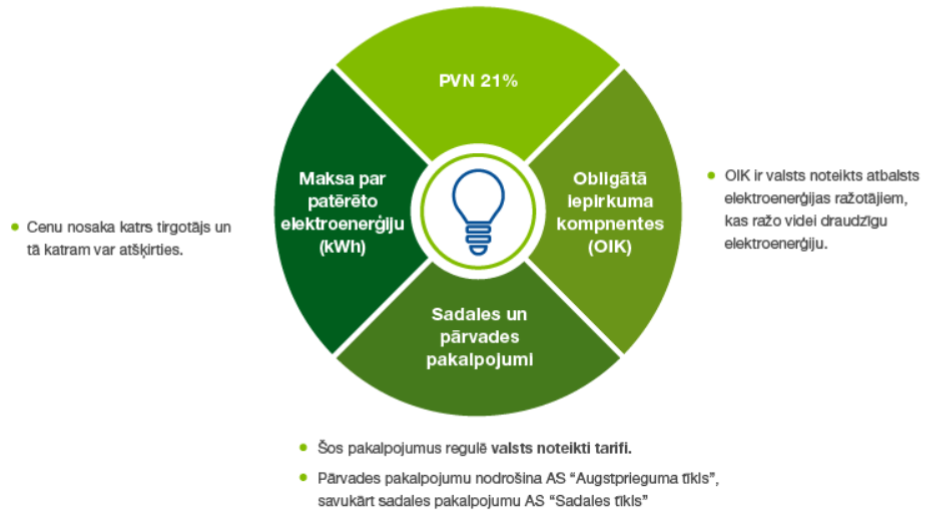 PVN 21%
Maksa par
patērēto
elektroenerģiju
(kWh)
Obligātā
iepirkuma
kompnentes
(OIK)
Sadales un
pārvades
pakalpojumi
Cenu nosaka katrs tirgotājs un
tā katram var atšķirties.
OIK ir valsts noteikts atbalsts
elektroenerģijas ražotājiem,
kas ražo videi draudzīgu
elektroenerģiju.
Šos pakalpojumus regulē valsts noteikti tarifi.
Pārvades pakalpojumu nodrošina AS “Augstprieguma tīkls”,
savukārt sadales pakalpojumu AS “Sadales tīkls”